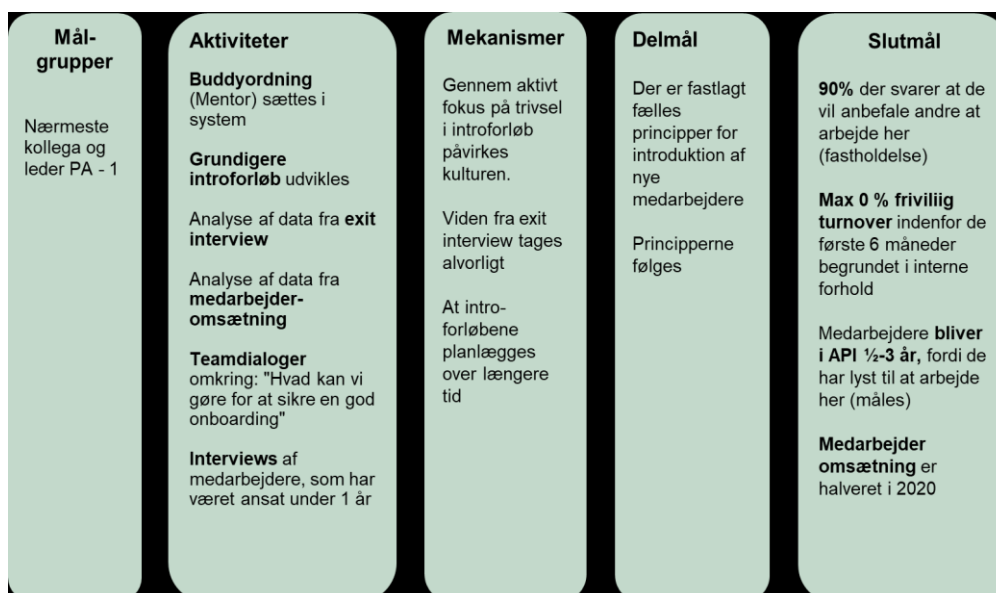 Mål-
grupper
Nærmeste
kollega og
leder PA - 1
Aktiviteter
Buddyordning
(Mentor) sættes i
system
Grundigere
introforløb udvikles
Analyse af data fra exit
interview
Analyse af data fra
medarbejder-
omsætning
Teamdialoger
omkring: "Hvad kan vi
gøre for at sikre en god
onboarding"
Interviews af
medarbejdere, som har
været ansat under 1 år
Mekanismer
Gennem aktivt
fokus på trivsel
i introforløb
påvirkes
kulturen.
Viden fra exit
interview tages
alvorligt
At intro-
forløbene
planlægges
over længere
tid
Delmål
Der er fastlagt
fælles
principper for
introduktion af
nye
medarbejdere
Principperne
følges
Slutmål
90% der svarer at de
vil anbefale andre at
arbejde her
(fastholdelse)
Max 0 % friviliig
turnover indenfor de
første 6 måneder
begrundet i interne
forhold
Medarbejdere bliver
i API ½-3 år, fordi de
har lyst til at arbejde
her (måles)
Medarbejder
omsætning er
halveret i 2020